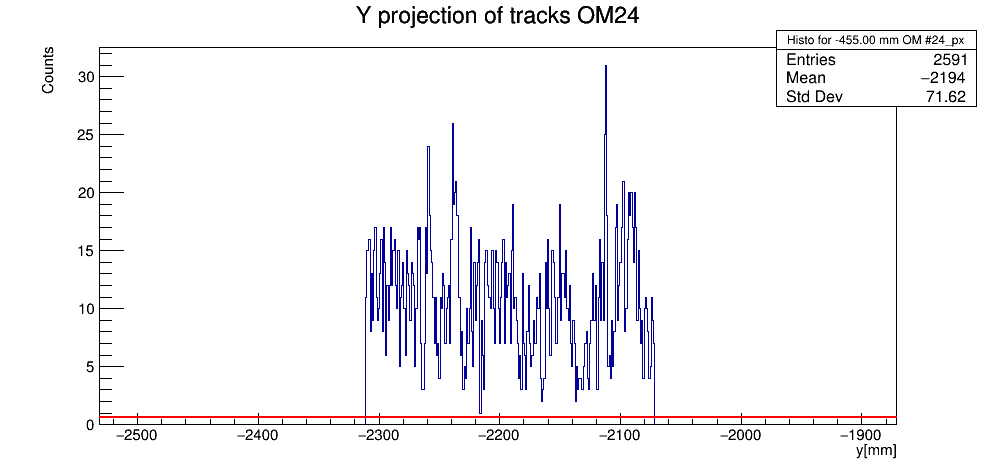 Y projection of tracks OM24
Histo for -455.00 mm OM #24_px
Entries 2591
Mean −2194
Std Dev 71.62
Counts
30
25
20
15
10
5
0
−2500 −2400 −2300 −2200 −2100 −2000 −1900
y[mm]